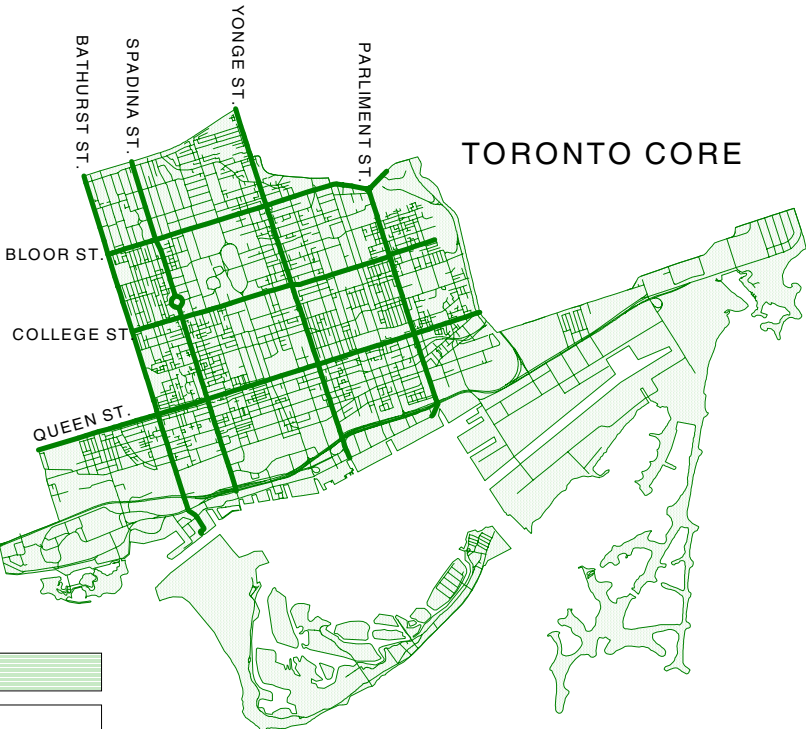 BATHURST ST.
SPADINA ST.
YONGE ST.
PARLIMENT ST.
TORONTO CORE
BLOOR ST.
COLLEGE ST.
QUEEN ST.